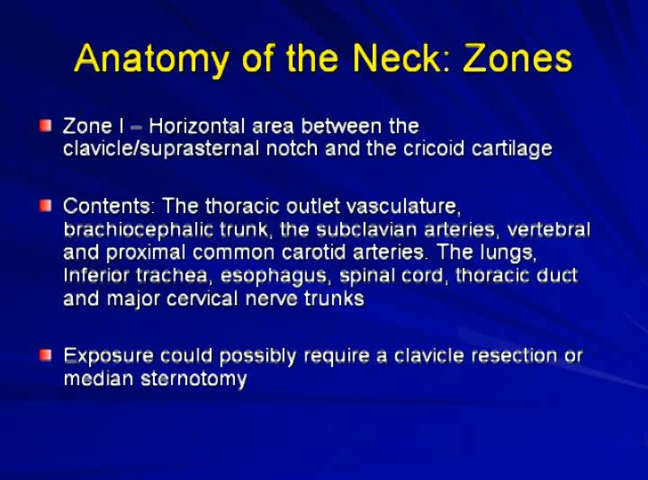 Anatomy of the Neck: Zones
Zone I – Horizontal area between the
clavicle/suprasternal notch and the cricoid cartilage
Contents: The thoracic outlet vasculature,
brachiocephalic trunk, the subclavian arteries, vertebral
and proximal common carotid arteries. The lungs,
Inferior trachea, esophagus, spinal cord, thoracic duct
and major cervical nerve trunks
Exposure could possibly require a clavicle resection or
median sternotomy